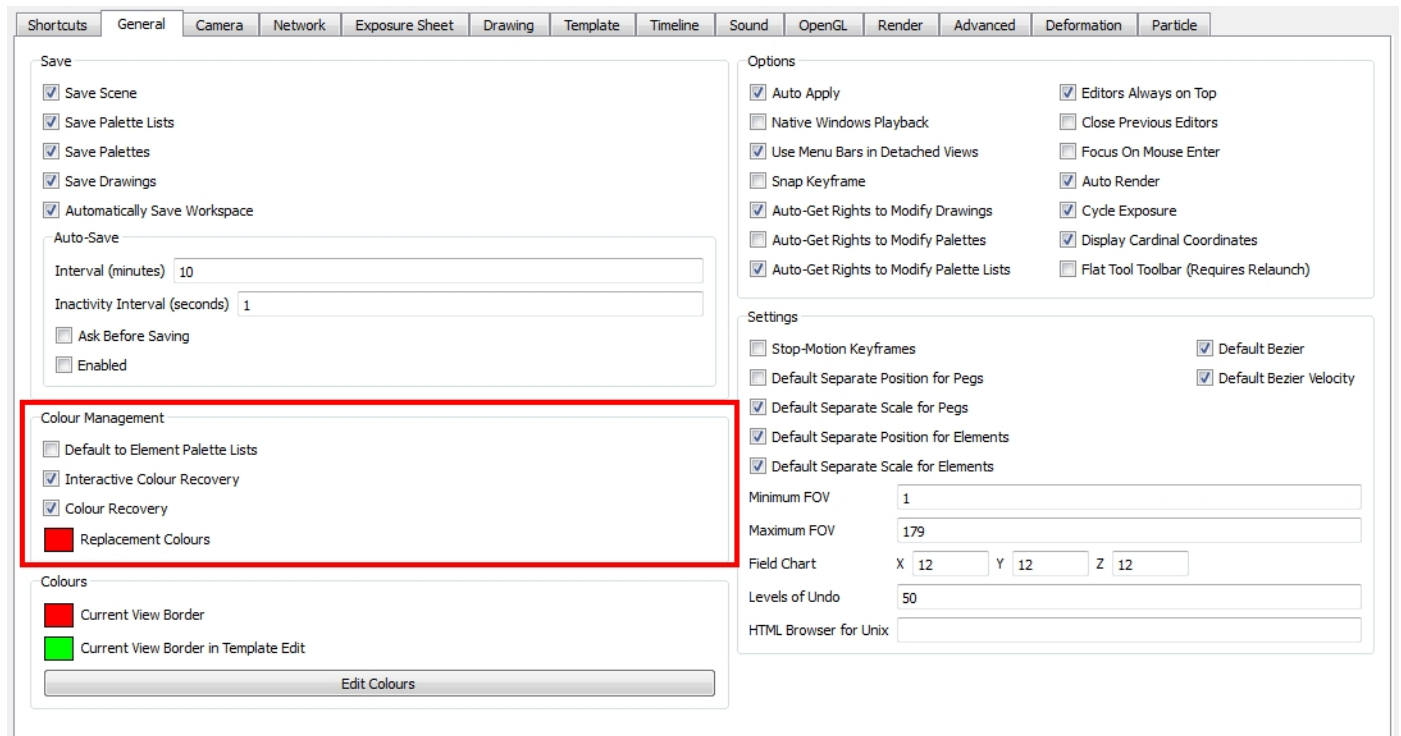 Shortcuts General Camera Network Exposure Sheet Drawing Template Timeline Sound OpenGL Render Advanced Deformation Particle
Save
Save Scene
Save Palette Lists
Save Palettes
Save Drawings
Automatically Save Workspace
Auto-Save
Interval (minutes) 10
Inactivity Interval (seconds) 1
Ask Before Saving
Enabled
Colour Management
Default to Element Palette Lists
Interactive Colour Recovery
Colour Recovery
Replacement Colours
Colours
Current View Border
Current View Border in Template Edit
Edit Colours
Options
Auto Apply
Native Windows Playback
Use Menu Bars in Detached Views
Snap Keyframe
Auto-Get Rights to Modify Drawings
Auto-Get Rights to Modify Palettes
Auto-Get Rights to Modify Palette Lists
Editors Always on Top
Close Previous Editors
Focus On Mouse Enter
Auto Render
Cycle Exposure
Display Cardinal Coordinates
Flat Tool Toolbar (Requires Relaunch)
Settings
Stop-Motion Keyframes
Default Separate Position for Pegs
Default Separate Scale for Pegs
Default Separate Position for Elements
Default Separate Scale for Elements
Default Bezier
Default Bezier Velocity
Minimum FOV 1
Maximum FOV 179
Field Chart X 12 Y 12 Z 12
Levels of Undo 50
HTML Browser for Unix